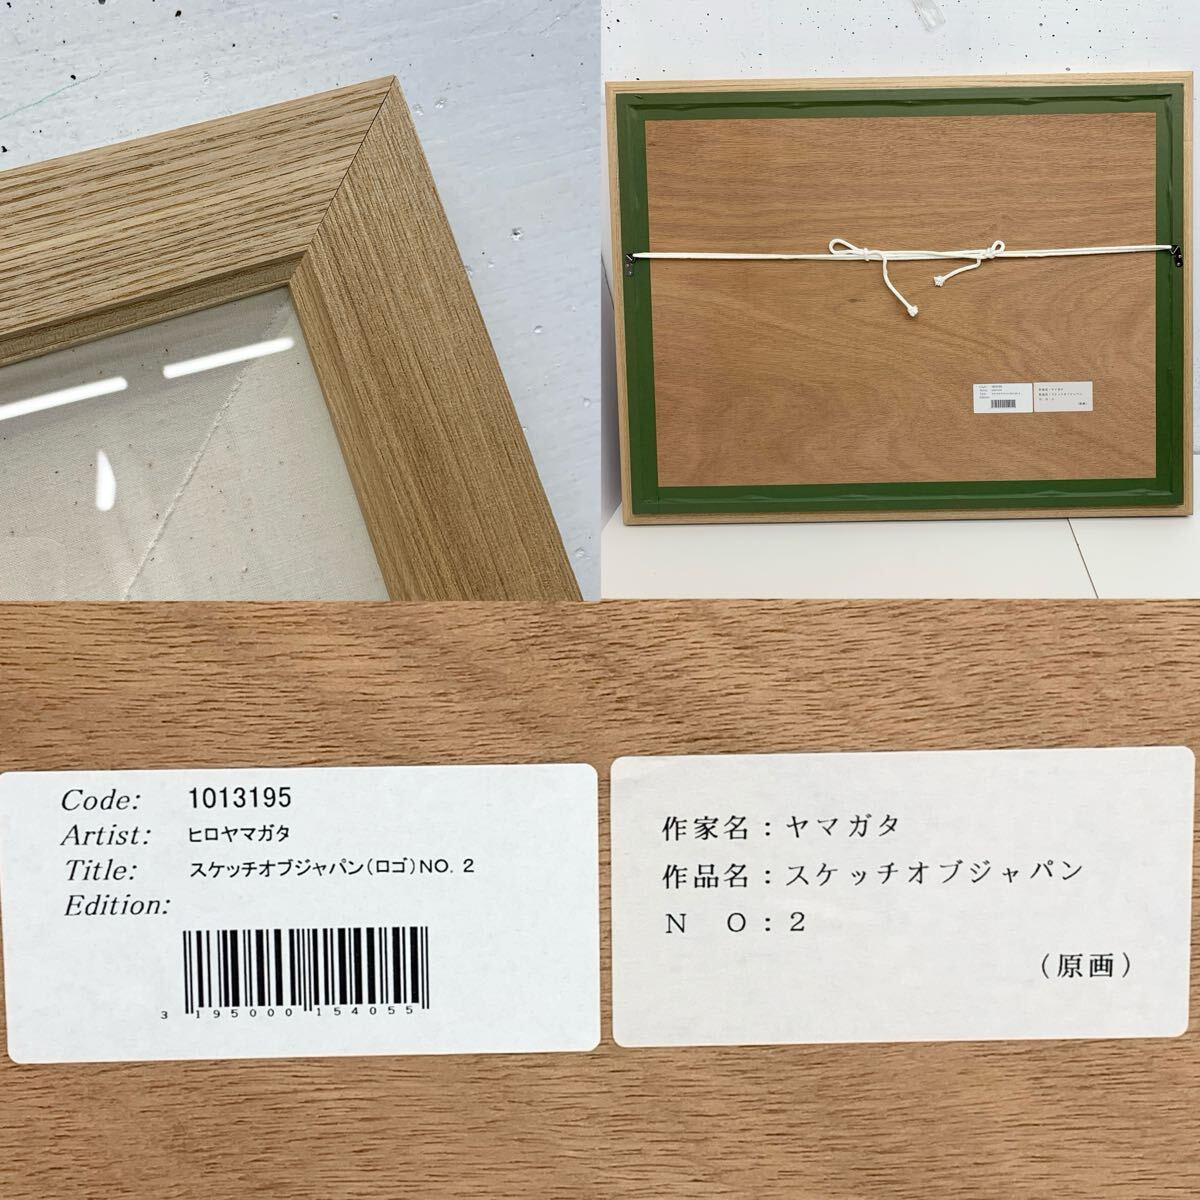 Code: 1013195
Artist: ヒロヤマガタ
Title: スケッチオブジャパン(ロゴ)NO. 2
Edition:
3 195000 154055
作家名:ヤマガタ
作品名:スケッチオブジャパン
N O:2
(原画)